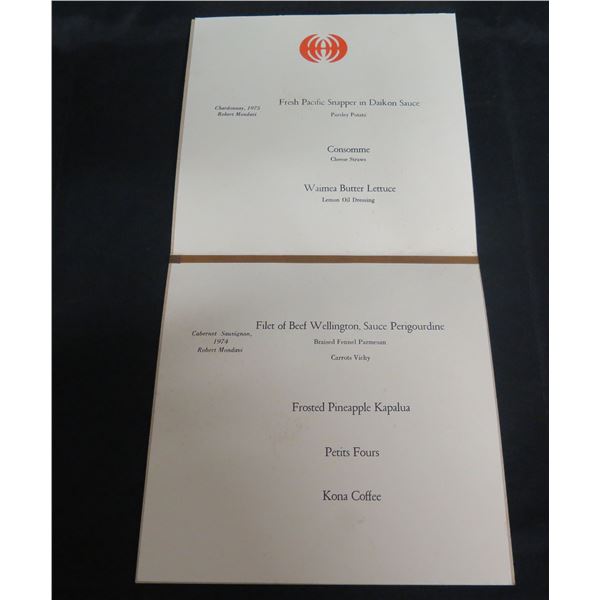 Fresh Pacific Snapper in Daikon Sauce
Parsley Potato
Chardonnay, 1975
Robert Mondavi
Consomme
Cheese Straws
Waimea Butter Lettuce
Lemon Oil Dressing
Filet of Beef Wellington, Sauce Perigourdine
Braised Fennel Parmesan
Carrots Vichy
Cabernet Sauvignon,
1974
Robert Mondavi
Frosted Pineapple Kapalua
Petits Fours
Kona Coffee